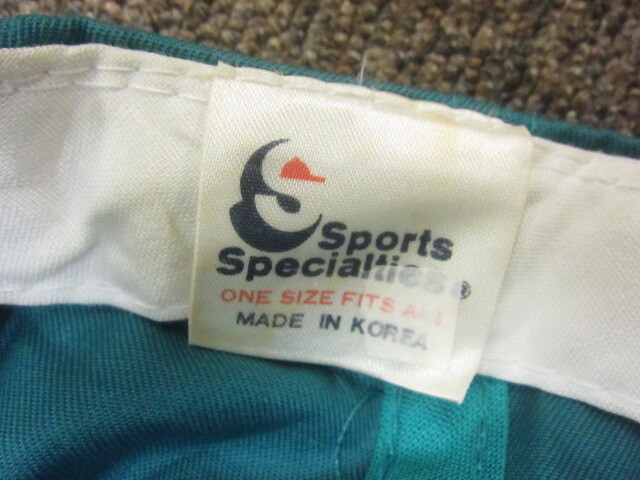 Sports
Specialties®
ONE SIZE FITS ALL
MADE IN KOREA